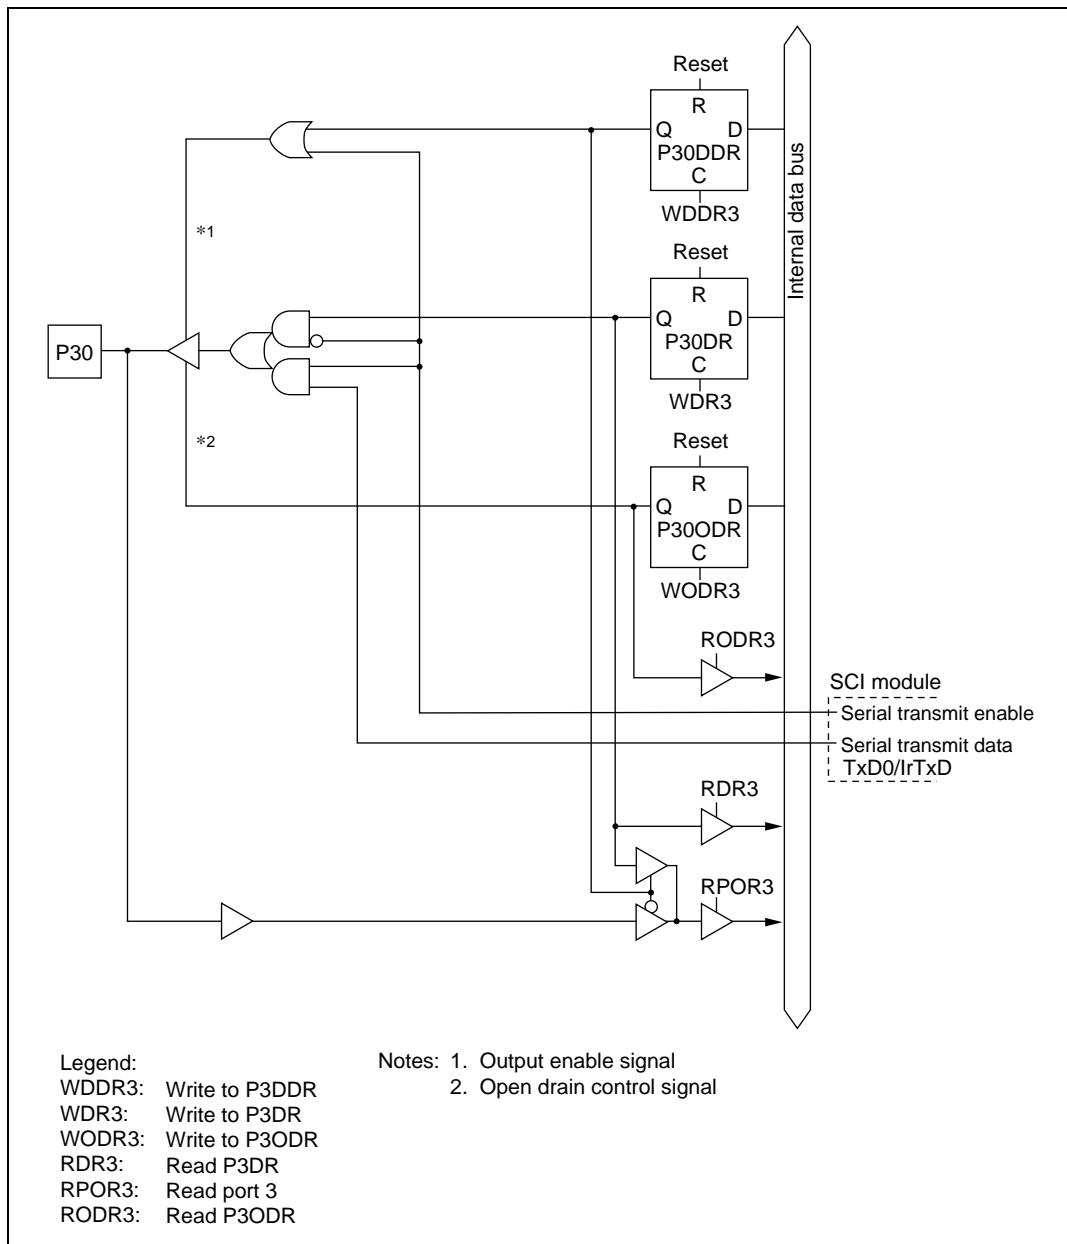 Reset
R
Q D
P30DDR
C
WDDR3
Internal data bus
*1
Reset
R
Q D
P30DR
C
WDR3
P30
*2
Reset
R
Q D
P30ODR
C
WODR3
RODR3
SCI module
Serial transmit enable
Serial transmit data
TxD0/IrTxD
RDR3
RPOR3
Legend:
WDDR3: Write to P3DDR
WDR3: Write to P3DR
WODR3: Write to P3ODR
RDR3: Read P3DR
RPOR3: Read port 3
RODR3: Read P3ODR
Notes: 1. Output enable signal
2. Open drain control signal